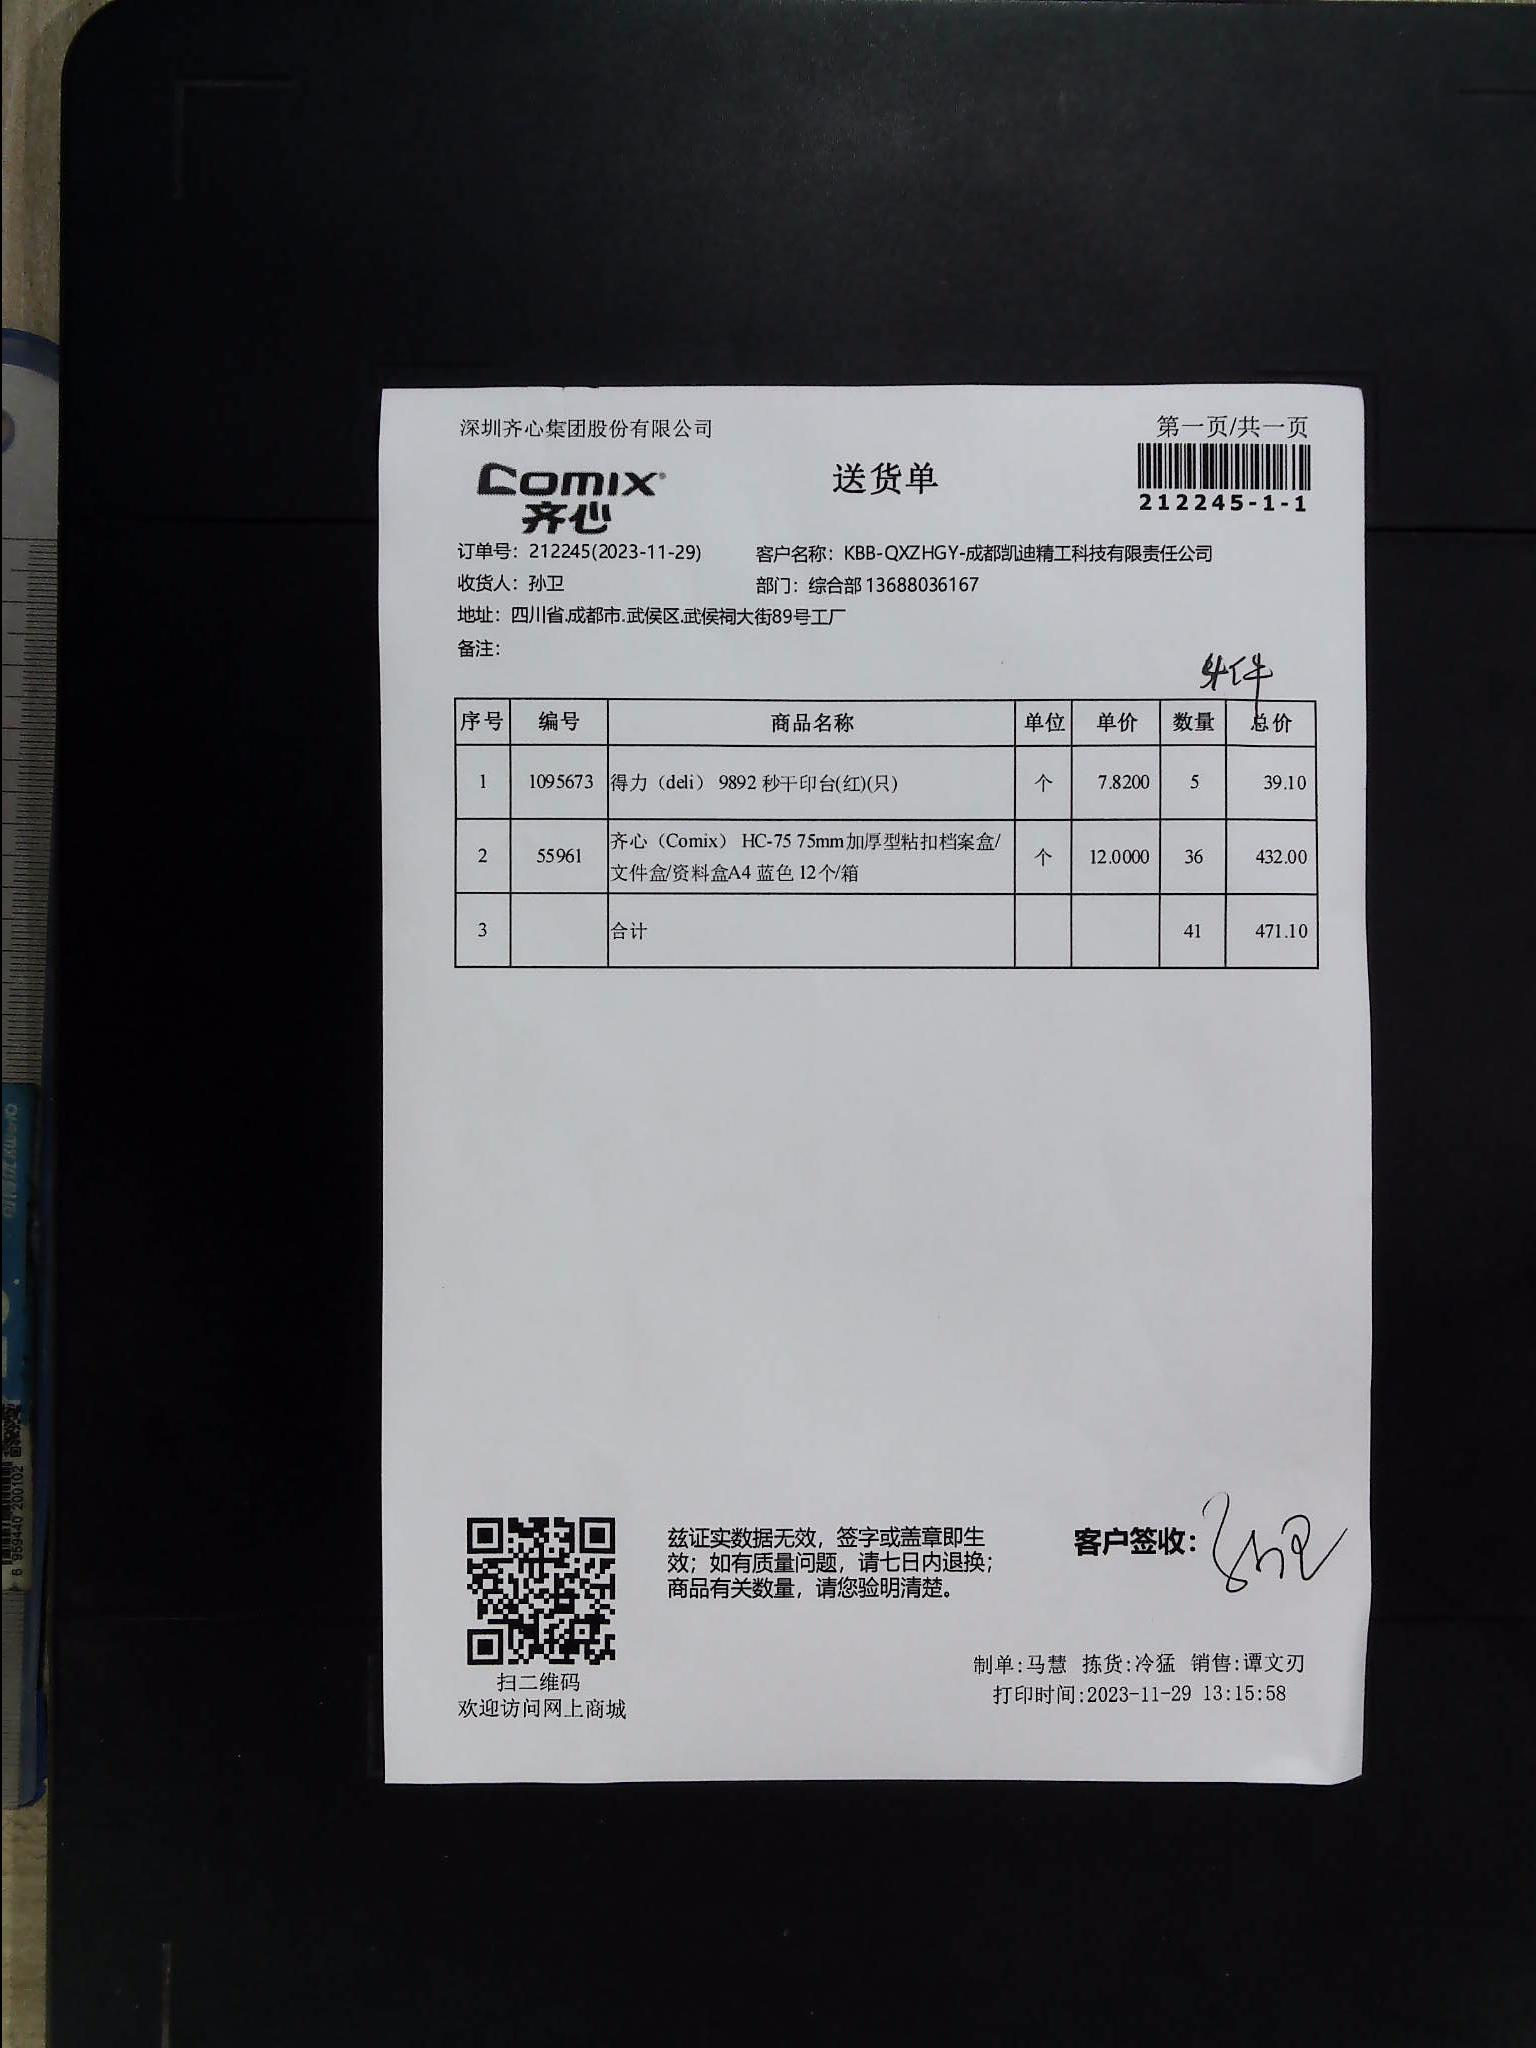 深圳齐心集团股份有限公司
第一页/共一页
Comix
齐心
送货单
212245-1-1
订单号：212245(2023-11-29) 客户名称：KBB-QXZHGY-成都凯迪精工科技有限责任公司
收货人：孙卫 部门：综合部 13688036167
地址：四川省.成都市.武侯区.武侯祠大街89号工厂
备注：
序号 编号 商品名称 单位 单价 数量 总价
1 1095673 得力（deli） 9892 秒干印台(红)(只) 个 7.8200 5 39.10
2 55961 齐心（Comix） HC-75 75mm加厚型粘扣档案盒/
文件盒/资料盒A4 蓝色 12个/箱 个 12.0000 36 432.00
3 合计 41 471.10
兹证实数据无效，签字或盖章即生
效；如有质量问题，请七日内退换；
商品有关数量，请您验明清楚。
客户签收：
扫二维码
欢迎访问网上商城
制单:马慧 拣货:冷猛 销售:谭文刃
打印时间:2023-11-29 13:15:58
6 959440 200102